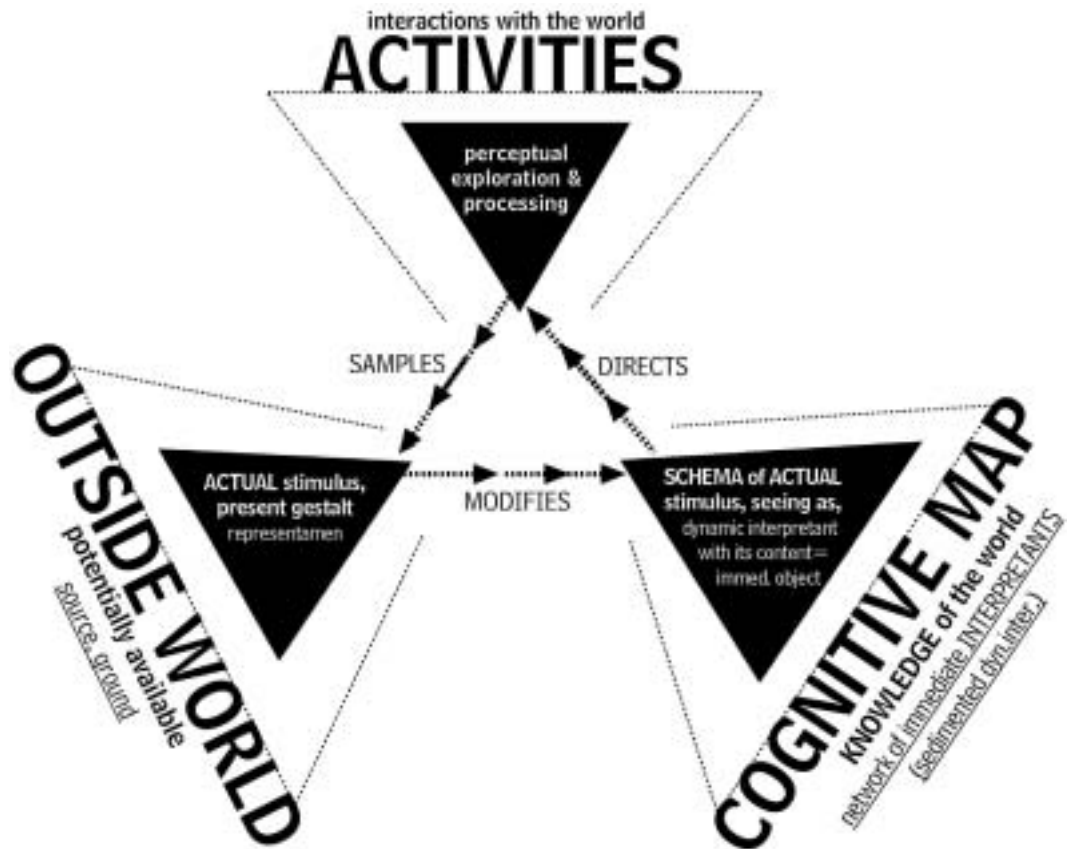 interactions with the world
ACTIVITIES
perceptual
exploration &
processing
SAMPLES
DIRECTS
OUTSIDE WORLD
potentially available
source, ground
ACTUAL stimulus,
present gestalt
representamen
MODIFIES
SCHEMA of ACTUAL
stimulus, seeing as,
dynamic interpretant
with its content=
immed. object
COGNITIVE MAP
KNOWLEDGE of the world
network of immediate INTERPRETANTS
(sedimented dyn.inter.)